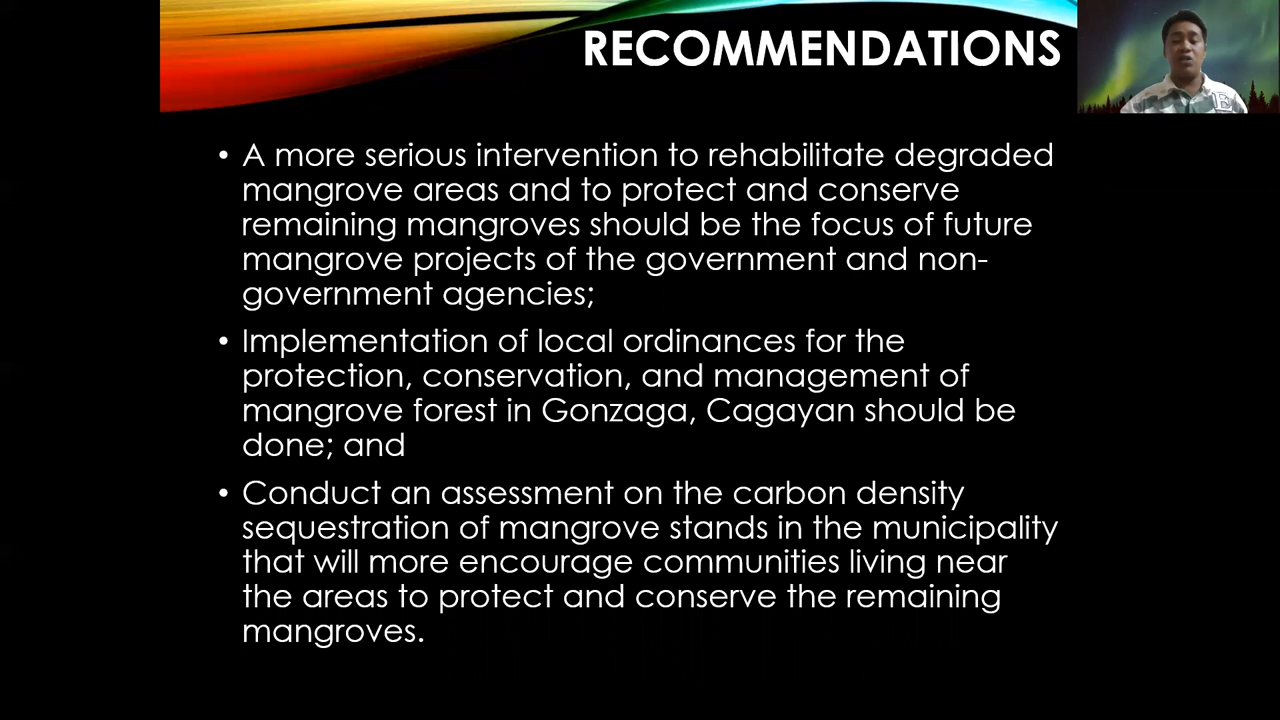 RECOMMENDATIONS
• A more serious intervention to rehabilitate degraded
mangrove areas and to protect and conserve
remaining mangroves should be the focus of future
mangrove projects of the government and non-
government agencies;
• Implementation of local ordinances for the
protection, conservation, and management of
mangrove forest in Gonzaga, Cagayan should be
done; and
• Conduct an assessment on the carbon density
sequestration of mangrove stands in the municipality
that will more encourage communities living near
the areas to protect and conserve the remaining
mangroves.